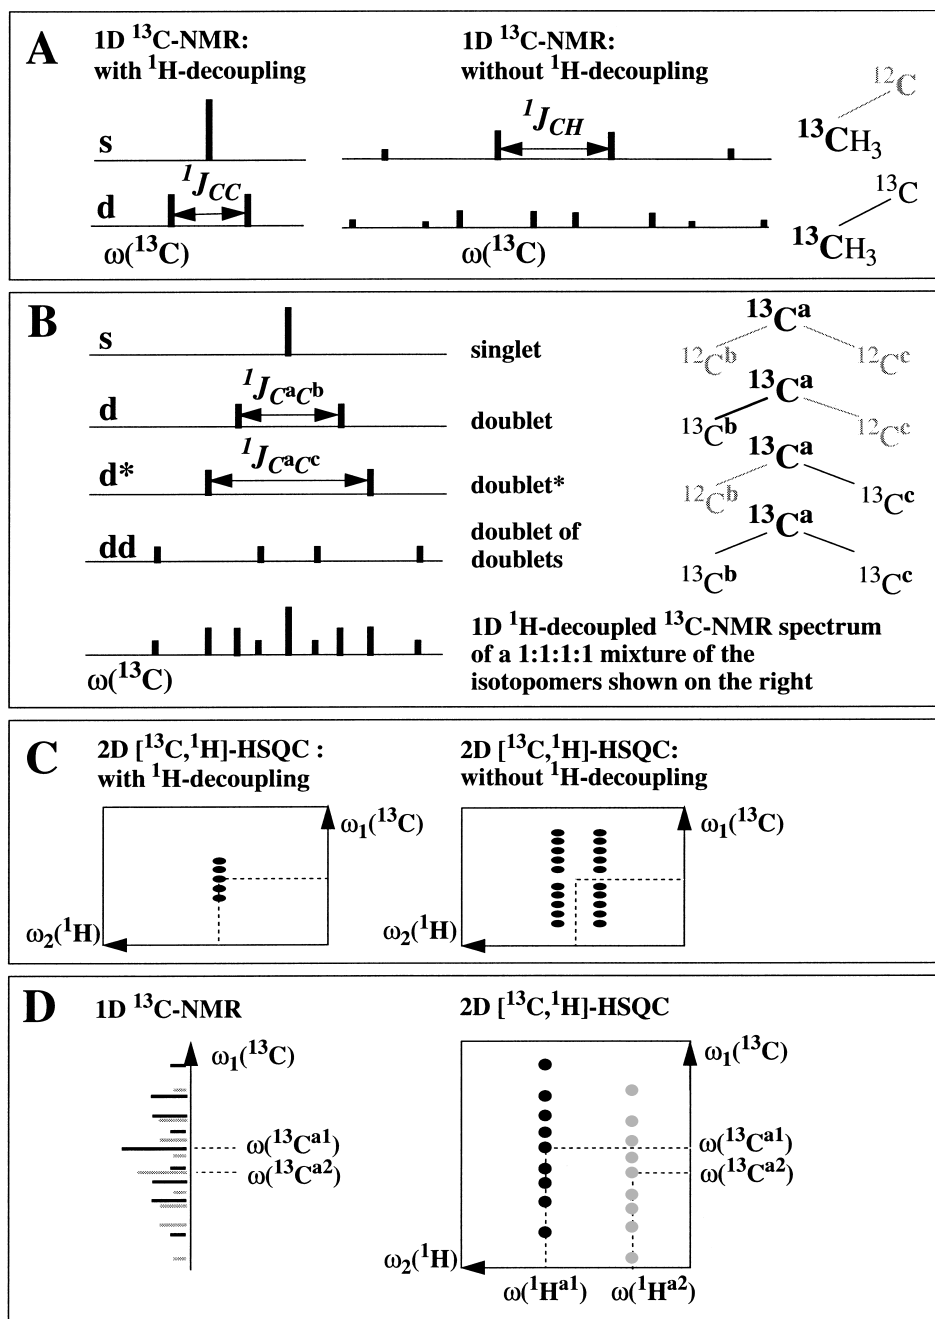 A
1D ¹³C-NMR:
with ¹H-decoupling
1D ¹³C-NMR:
without ¹H-decoupling
s
¹J_CH
¹²C
¹³CH₃
d
¹J_CC
¹³C
¹³CH₃
ω(¹³C)
ω(¹³C)
B
s
singlet
¹³Cᵃ
¹²Cᵇ
¹²Cᶜ
d
¹J_CᵃCᵇ
doublet
¹³Cᵃ
¹³Cᵇ
¹²Cᶜ
d*
¹J_CᵃCᶜ
doublet*
¹³Cᵃ
¹²Cᵇ
¹³Cᶜ
dd
doublet of
doublets
¹³Cᵃ
¹³Cᵇ
¹³Cᶜ
ω(¹³C)
1D ¹H-decoupled ¹³C-NMR spectrum
of a 1:1:1:1 mixture of the
isotopomers shown on the right
C
2D [¹³C,¹H]-HSQC :
with ¹H-decoupling
ω₁(¹³C)
ω₂(¹H)
2D [¹³C,¹H]-HSQC:
without ¹H-decoupling
ω₁(¹³C)
ω₂(¹H)
D
1D ¹³C-NMR
ω₁(¹³C)
ω(¹³Cᵃ¹)
ω(¹³Cᵃ²)
2D [¹³C,¹H]-HSQC
ω₁(¹³C)
ω(¹³Cᵃ¹)
ω(¹³Cᵃ²)
ω₂(¹H)
ω(¹Hᵃ¹)
ω(¹Hᵃ²)